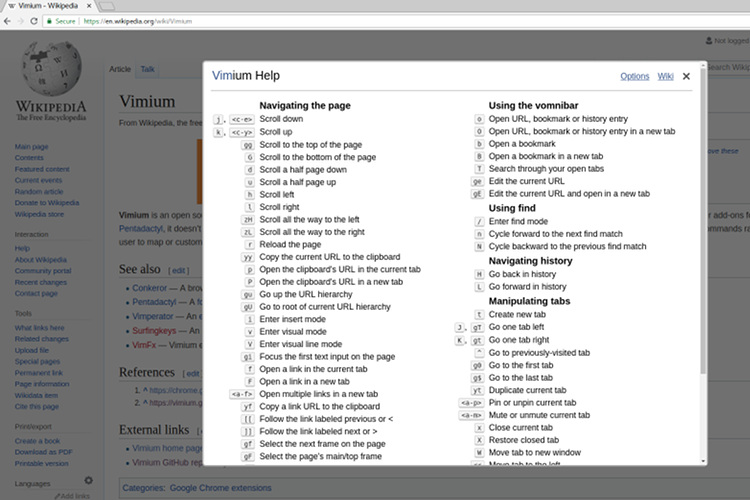 Vimium - Wikipedia
Secure
https://en.wikipedia.org/wiki/Vimium
Not logged
WIKIPEDIA
The Free Encyclopedia
Main page
Contents
Featured content
Current events
Random article
Donate to Wikipedia
Wikipedia store
Interaction
Help
About Wikipedia
Community portal
Recent changes
Contact page
Tools
What links here
Related changes
Upload file
Special pages
Permanent link
Page information
Wikidata item
Cite this page
Print/export
Create a book
Download as PDF
Printable version
Languages
Add links
Article Talk
Search Wikip
Vimium
From Wikipedia, the free
Vimium is an open so
Pentadactyl, it doesn't
user to map or custom
ove these
or add-ons f
mmands ra
See also [ edit ]
• Conkeror — A brow
• Pentadactyl — A f
• Vimperator — An e
• Surfingkeys — An
• VimFx — Vimium e
References [ edit
1. ^ https://chrome.g
2. ^ https://vimium.g
External links [
• Vimium home page
• Vimium GitHub rep
Categories: Google Chrome extensions
Vimium Help
Options Wiki ×
Navigating the page
j, <c-e> Scroll down
k, <c-y> Scroll up
gg Scroll to the top of the page
G Scroll to the bottom of the page
d Scroll a half page down
u Scroll a half page up
h Scroll left
l Scroll right
zH Scroll all the way to the left
zL Scroll all the way to the right
r Reload the page
yy Copy the current URL to the clipboard
p Open the clipboard's URL in the current tab
P Open the clipboard's URL in a new tab
gu Go up the URL hierarchy
gU Go to root of current URL hierarchy
i Enter insert mode
v Enter visual mode
V Enter visual line mode
gi Focus the first text input on the page
f Open a link in the current tab
F Open a link in a new tab
<a-f> Open multiple links in a new tab
yf Copy a link URL to the clipboard
[[ Follow the link labeled previous or <
]] Follow the link labeled next or >
gf Select the next frame on the page
gF Select the page's main/top frame
Using the vomnibar
o Open URL, bookmark or history entry
O Open URL, bookmark or history entry in a new tab
b Open a bookmark
B Open a bookmark in a new tab
T Search through your open tabs
ge Edit the current URL
gE Edit the current URL and open in a new tab
Using find
/ Enter find mode
n Cycle forward to the next find match
N Cycle backward to the previous find match
Navigating history
H Go back in history
L Go forward in history
Manipulating tabs
t Create new tab
J, gT Go one tab left
K, gt Go one tab right
^ Go to previously-visited tab
g0 Go to the first tab
g$ Go to the last tab
yt Duplicate current tab
<a-p> Pin or unpin current tab
<a-m> Mute or unmute current tab
x Close current tab
X Restore closed tab
W Move tab to new window
Move tab to the left